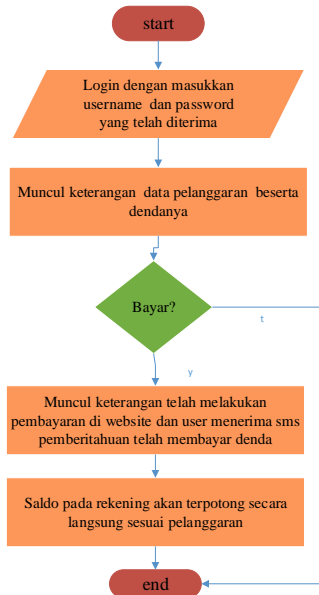 start
Login dengan masukkan
username dan password
yang telah diterima
Muncul keterangan data pelanggaran beserta
dendanya
Bayar?
t
y
Muncul keterangan telah melakukan
pembayaran di website dan user menerima sms
pemberitahuan telah membayar denda
Saldo pada rekening akan terpotong secara
langsung sesuai pelanggaran
end